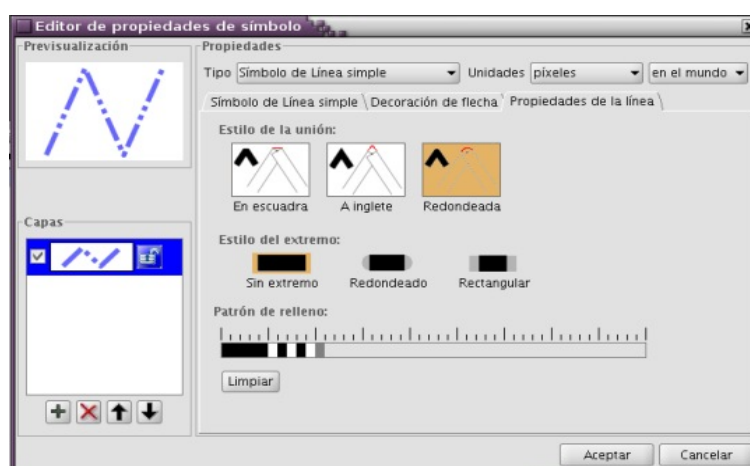 Editor de propiedades de símbolo
Previsualización
Propiedades
Tipo Símbolo de Línea simple Unidades píxeles en el mundo
Símbolo de Línea simple Decoración de flecha Propiedades de la línea
Estilo de la unión:
En escuadra A inglete Redondeada
Capas
Estilo del extremo:
Sin extremo Redondeado Rectangular
Patrón de relleno:
Limpiar
Aceptar Cancelar